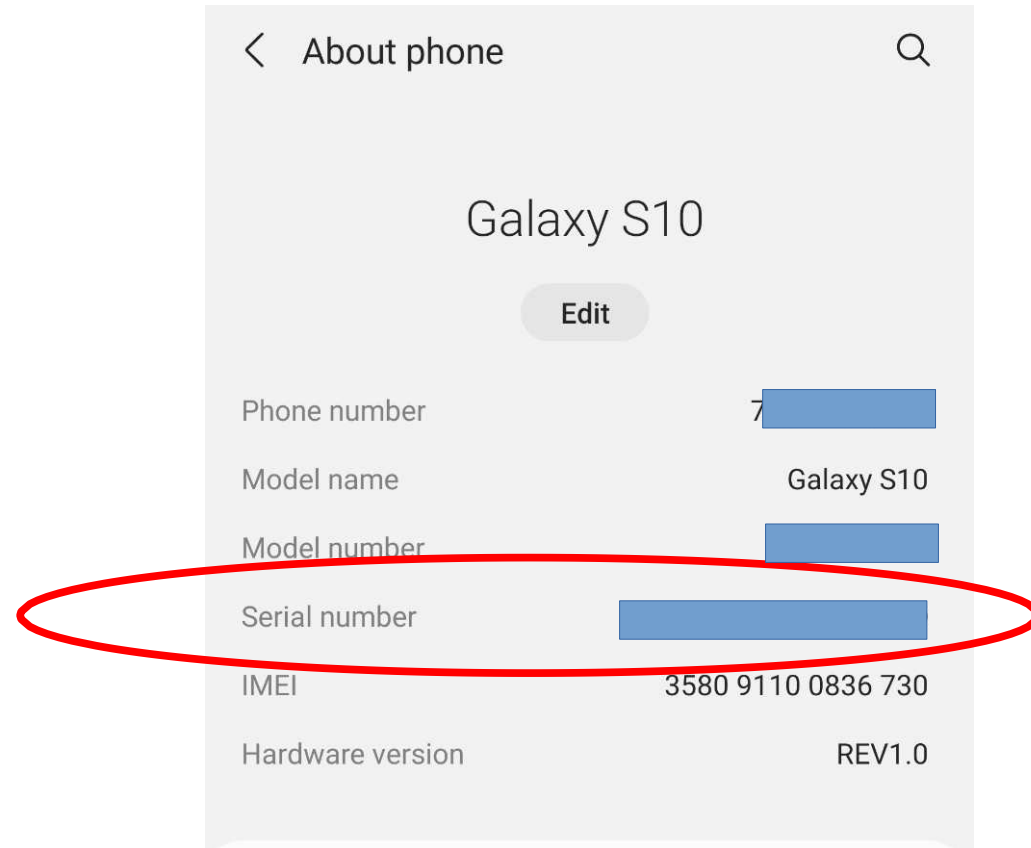 About phone
Galaxy S10
Edit
Phone number 7
Model name Galaxy S10
Model number
Serial number
IMEI 3580 9110 0836 730
Hardware version REV1.0